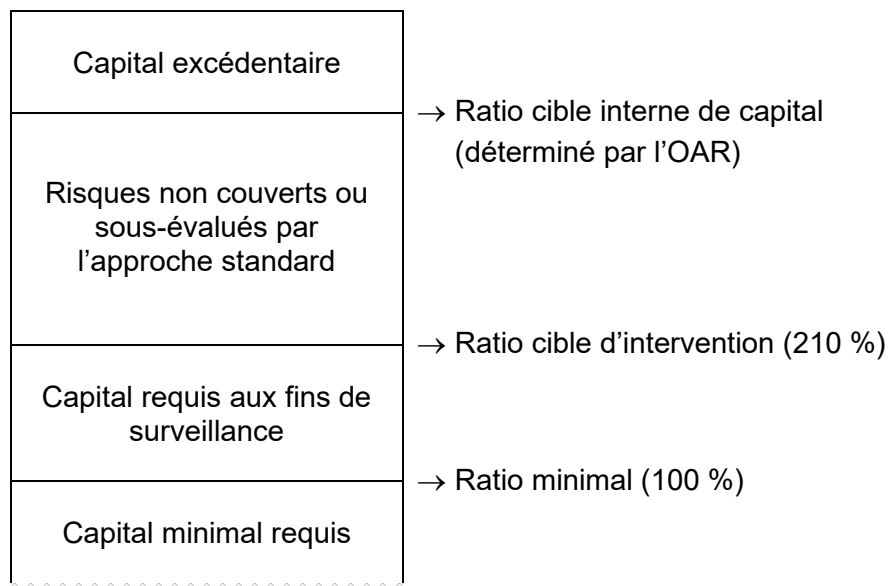 Capital excédentaire
→ Ratio cible interne de capital
(déterminé par l'OAR)
Risques non couverts ou
sous-évalués par
l'approche standard
→ Ratio cible d'intervention (210 %)
Capital requis aux fins de
surveillance
→ Ratio minimal (100 %)
Capital minimal requis